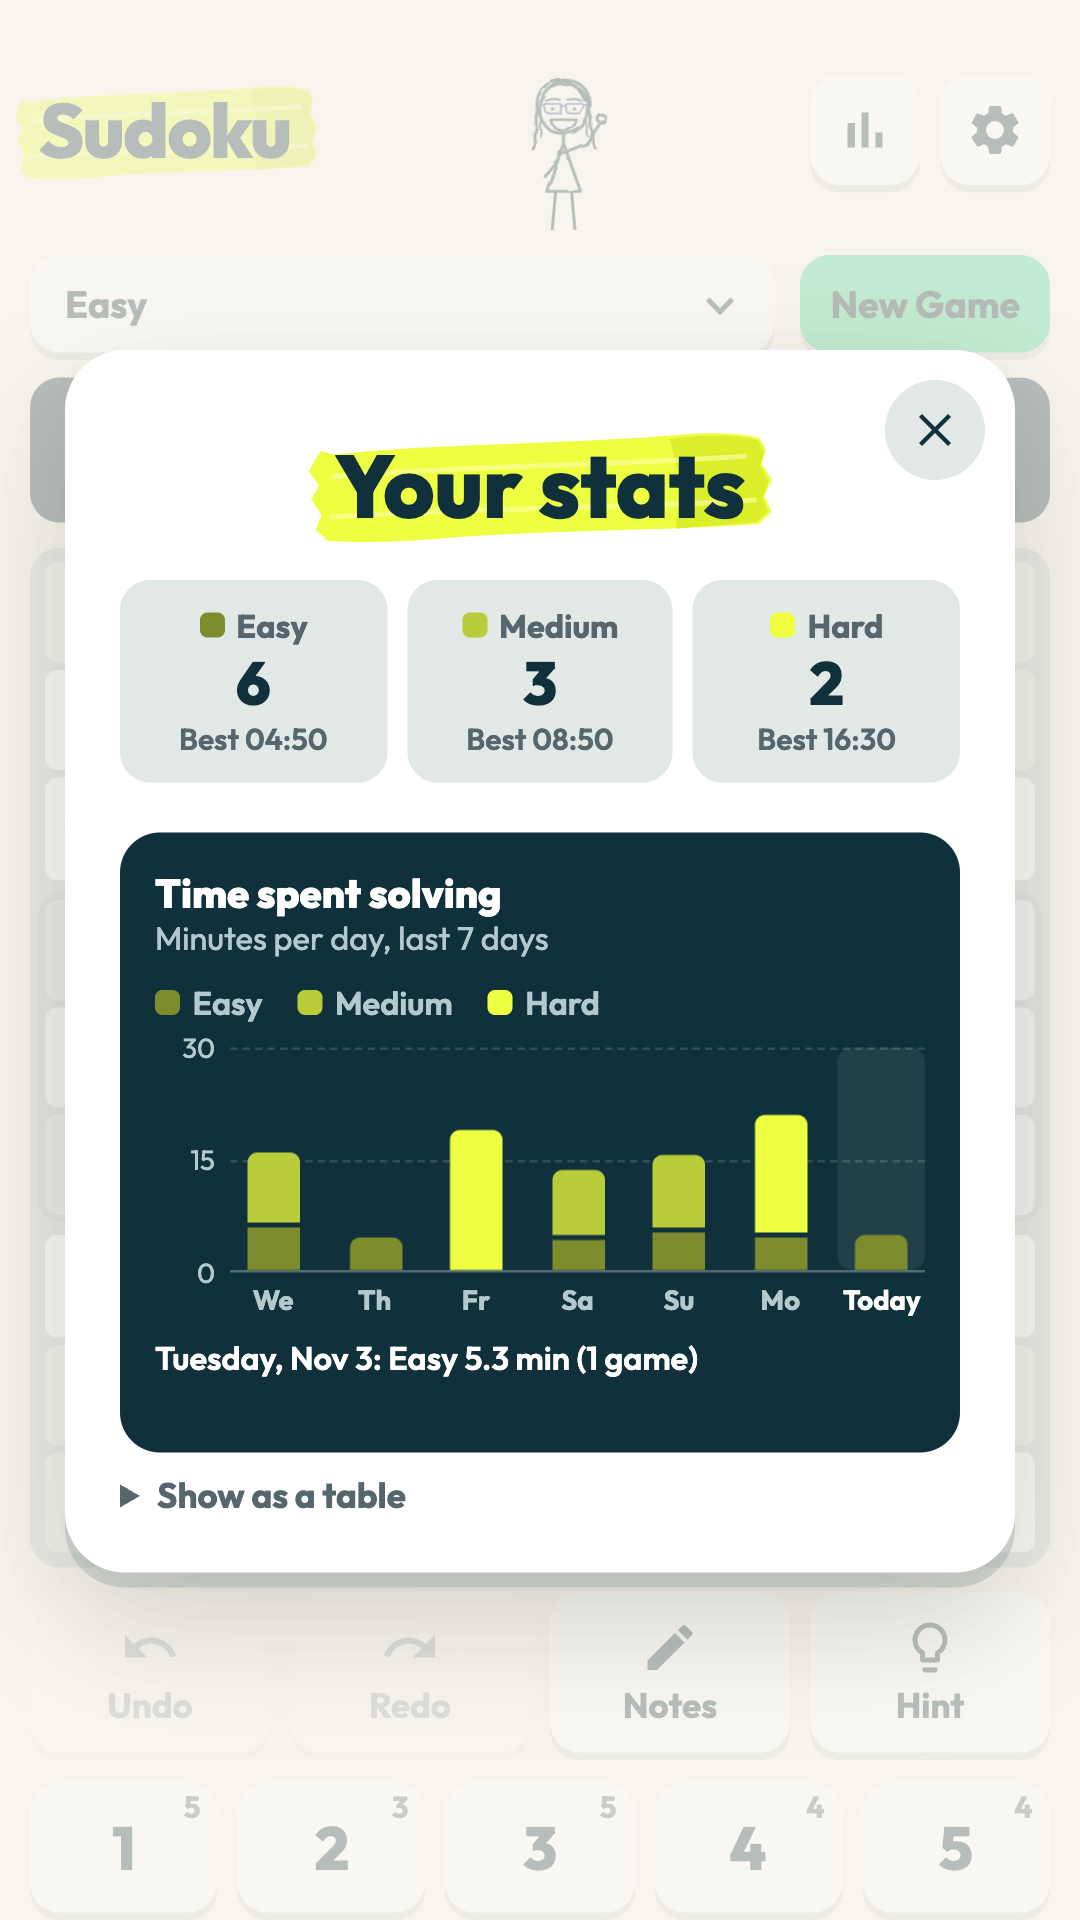 Sudoku
Easy
New Game
Your stats
Easy
6
Best 04:50
Medium
3
Best 08:50
Hard
2
Best 16:30
Time spent solving
Minutes per day, last 7 days
Easy Medium Hard
30
15
0
We Th Fr Sa Su Mo Today
Tuesday, Nov 3: Easy 5.3 min (1 game)
Show as a table
Undo Redo Notes Hint
5 3 5 4 4
1 2 3 4 5